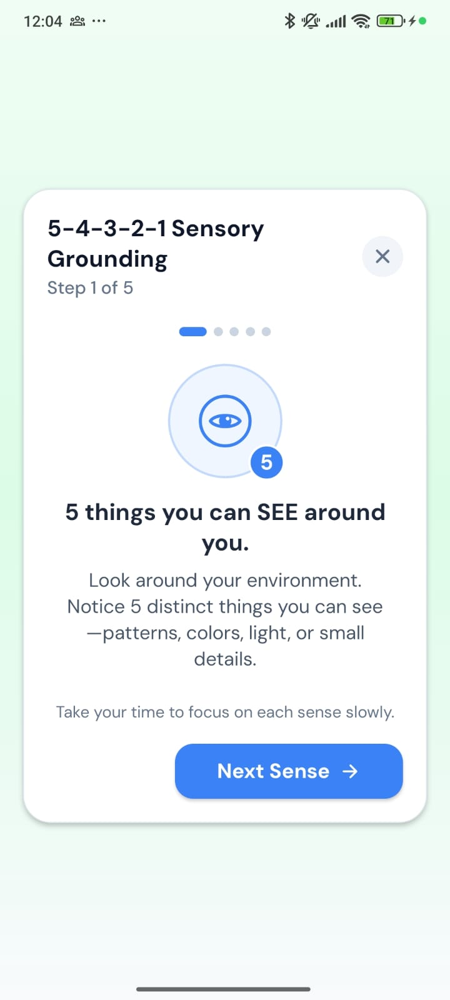 12:04
71
5-4-3-2-1 Sensory
Grounding
Step 1 of 5
5
5 things you can SEE around
you.
Look around your environment.
Notice 5 distinct things you can see
—patterns, colors, light, or small
details.
Take your time to focus on each sense slowly.
Next Sense →